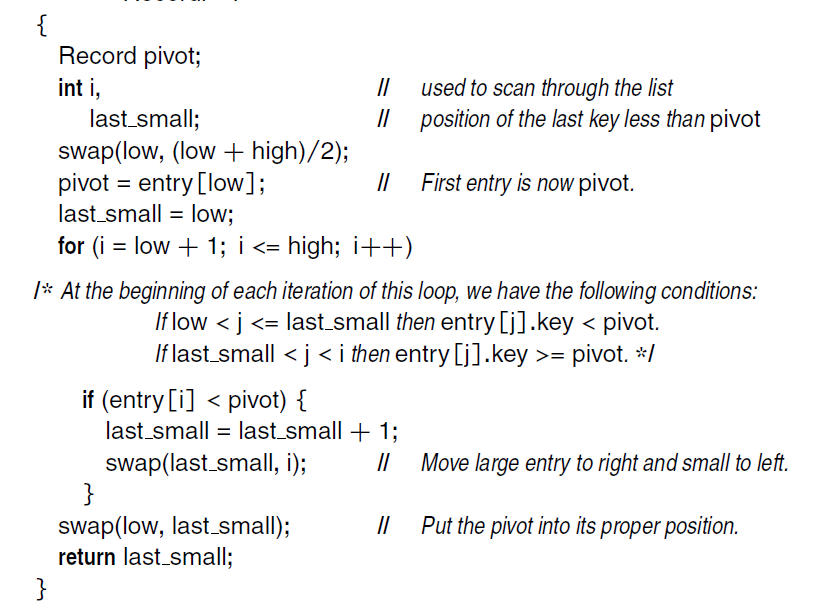 {
Record pivot;
int i, // used to scan through the list
last_small; // position of the last key less than pivot
swap(low, (low + high)/2);
pivot = entry[low]; // First entry is now pivot.
last_small = low;
for (i = low + 1; i <= high; i++)
/* At the beginning of each iteration of this loop, we have the following conditions:
If low < j <= last_small then entry[j].key < pivot.
If last_small < j < i then entry[j].key >= pivot. */
if (entry[i] < pivot) {
last_small = last_small + 1;
swap(last_small, i); // Move large entry to right and small to left.
}
swap(low, last_small); // Put the pivot into its proper position.
return last_small;
}